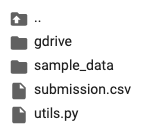 ..
gdrive
sample_data
submission.csv
utils.py